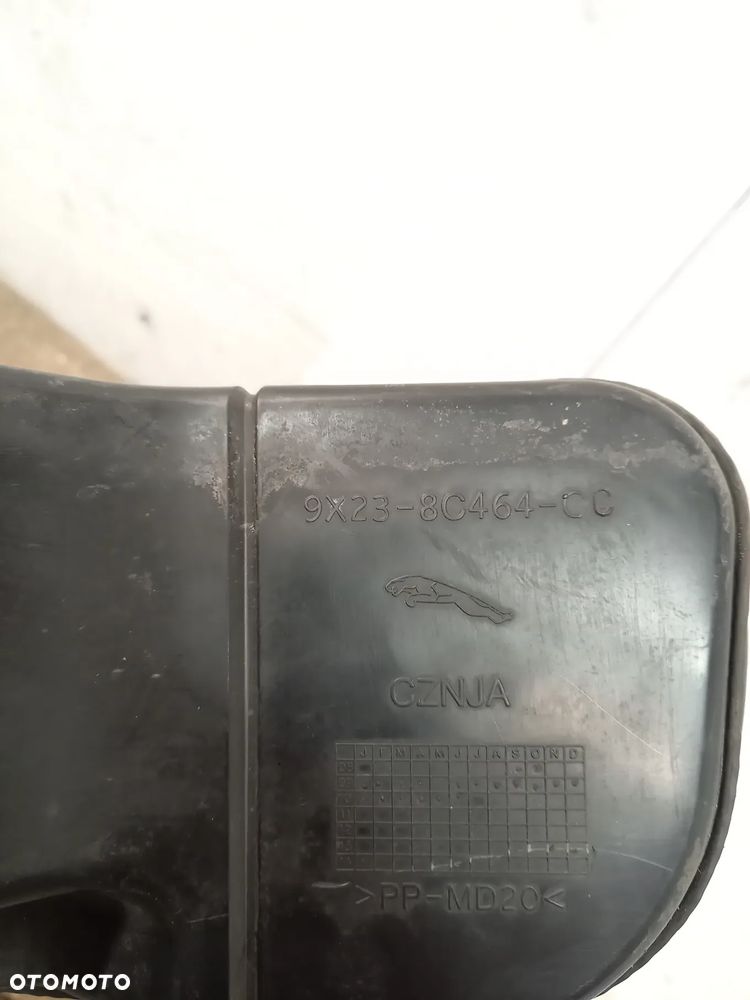 9X23-8C464-CC
CZNJA
J F M A M J J A S O N D
>PP-MD20<
OTOMOTO